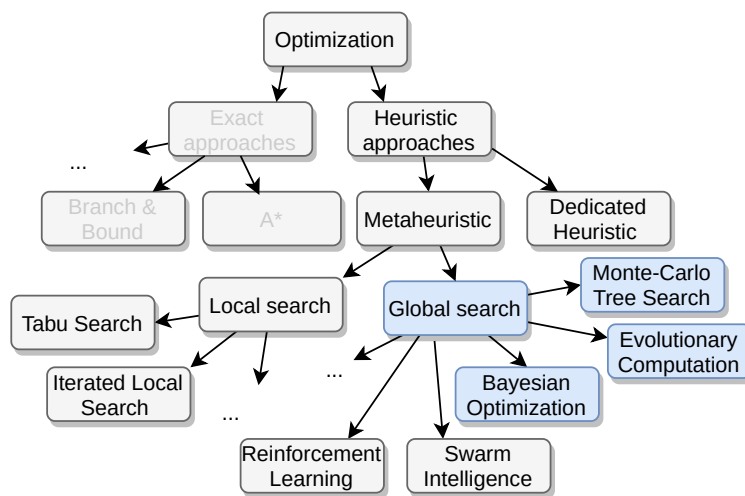 Optimization
Exact
approaches
Heuristic
approaches
...
Branch &
Bound
A*
Metaheuristic
Dedicated
Heuristic
Local search
Global search
Monte-Carlo
Tree Search
Tabu Search
Evolutionary
Computation
Iterated Local
Search
...
Bayesian
Optimization
...
Reinforcement
Learning
Swarm
Intelligence